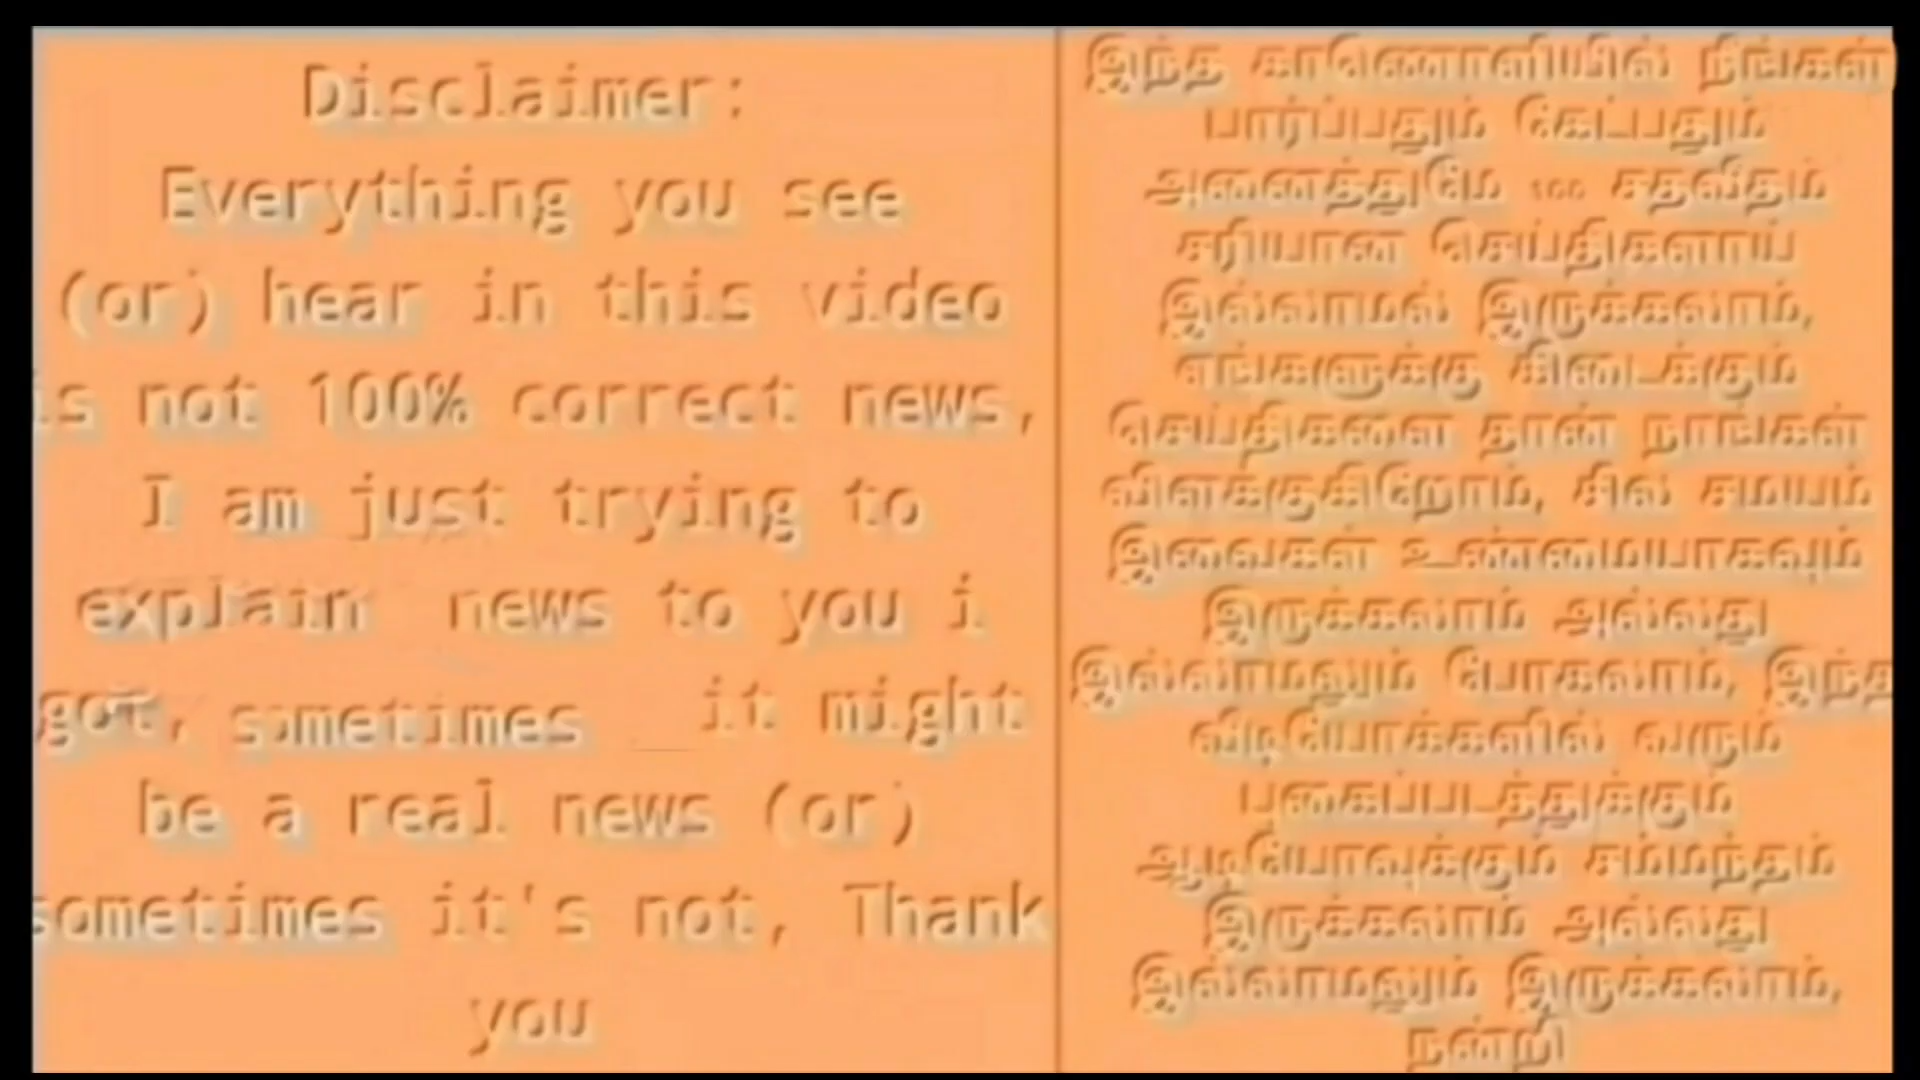 Disclaimer:
Everything you see
(or) hear in this video
is not 100% correct news,
I am just trying to
explain news to you i
got, sometimes it might
be a real news (or)
sometimes it's not, Thank
you
இந்த காணொளியில் நீங்கள்
பார்ப்பதும் கேட்பதும்
அனைத்துமே 100 சதவீதம்
சரியான செய்திகளாய்
இல்லாமல் இருக்கலாம்,
எங்களுக்கு கிடைக்கும்
செய்திகளை தான் நாங்கள்
விளக்குகிறோம், சில சமயம்
இவைகள் உண்மையாகவும்
இருக்கலாம் அல்லது
இல்லாமலும் போகலாம், இந்த
வீடியோக்களில் வரும்
புகைப்படத்துக்கும்
ஆடியோவுக்கும் சம்மந்தம்
இருக்கலாம் அல்லது
இல்லாமலும் இருக்கலாம்,
நன்றி